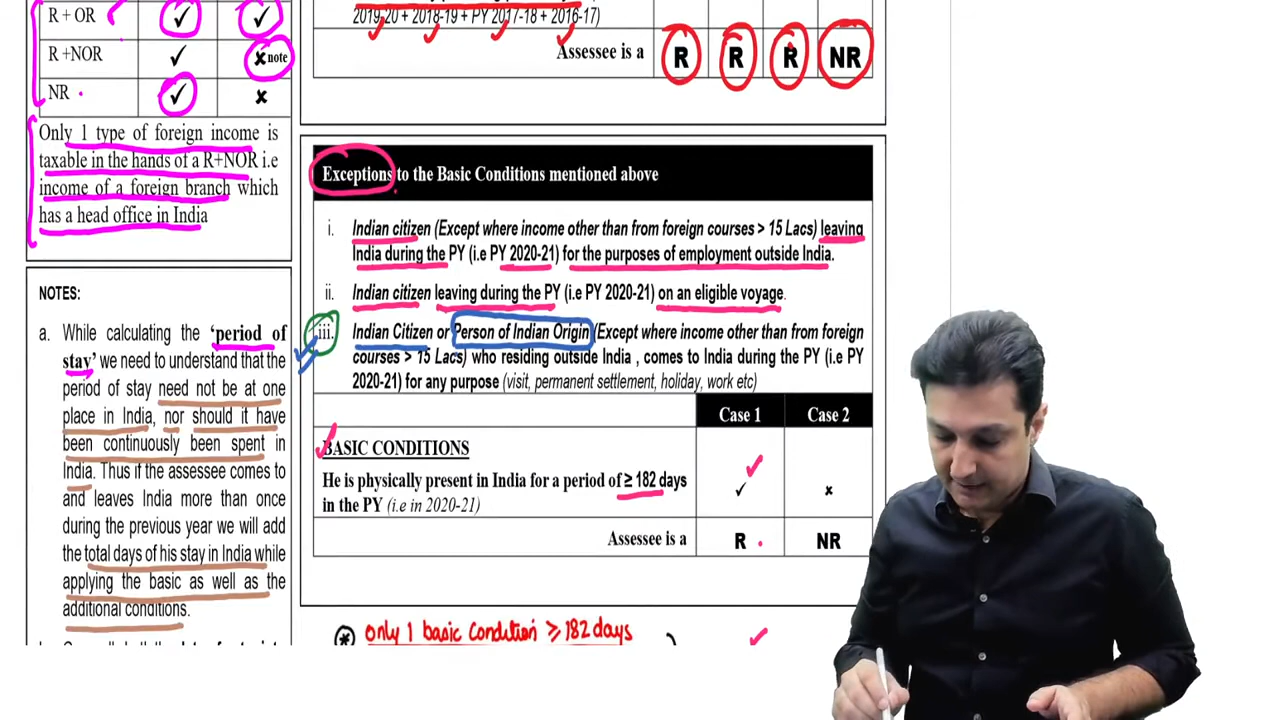 R + OR ✓ ✓
R +NOR ✓ ✗ note
NR ✓ ✗
Only 1 type of foreign income is
taxable in the hands of a R+NOR i.e
income of a foreign branch which
has a head office in India
NOTES:
a. While calculating the 'period of
stay' we need to understand that the
period of stay need not be at one
place in India, nor should it have
been continuously been spent in
India. Thus if the assessee comes to
and leaves India more than once
during the previous year we will add
the total days of his stay in India while
applying the basic as well as the
additional conditions.
2019-20 + 2018-19 + PY 2017-18 + 2016-17)
Assessee is a R R R NR
Exceptions to the Basic Conditions mentioned above
i. Indian citizen (Except where income other than from foreign courses > 15 Lacs) leaving
India during the PY (i.e PY 2020-21) for the purposes of employment outside India.
ii. Indian citizen leaving during the PY (i.e PY 2020-21) on an eligible voyage.
iii. Indian Citizen or Person of Indian Origin (Except where income other than from foreign
courses > 15 Lacs) who residing outside India , comes to India during the PY (i.e PY
2020-21) for any purpose (visit, permanent settlement, holiday, work etc)
Case 1 Case 2
BASIC CONDITIONS
He is physically present in India for a period of ≥ 182 days
in the PY (i.e in 2020-21) ✓ ✗
Assessee is a R NR
only 1 basic condition ≥ 182 days